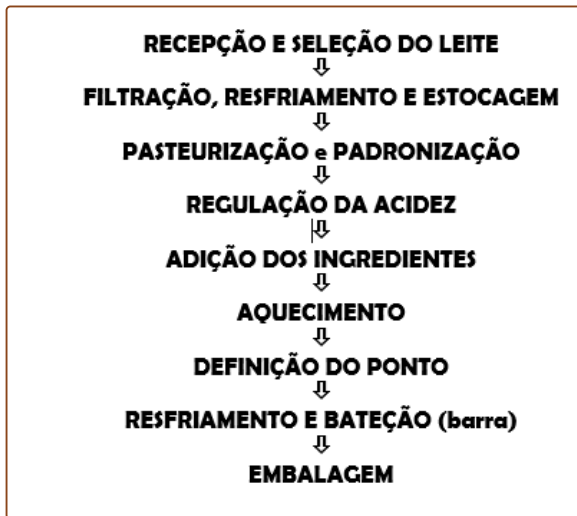 RECEPÇÃO E SELEÇÃO DO LEITE
FILTRAÇÃO, RESFRIAMENTO E ESTOCAGEM
PASTEURIZAÇÃO e PADRONIZAÇÃO
REGULAÇÃO DA ACIDEZ
ADIÇÃO DOS INGREDIENTES
AQUECIMENTO
DEFINIÇÃO DO PONTO
RESFRIAMENTO E BATEÇÃO (barra)
EMBALAGEM